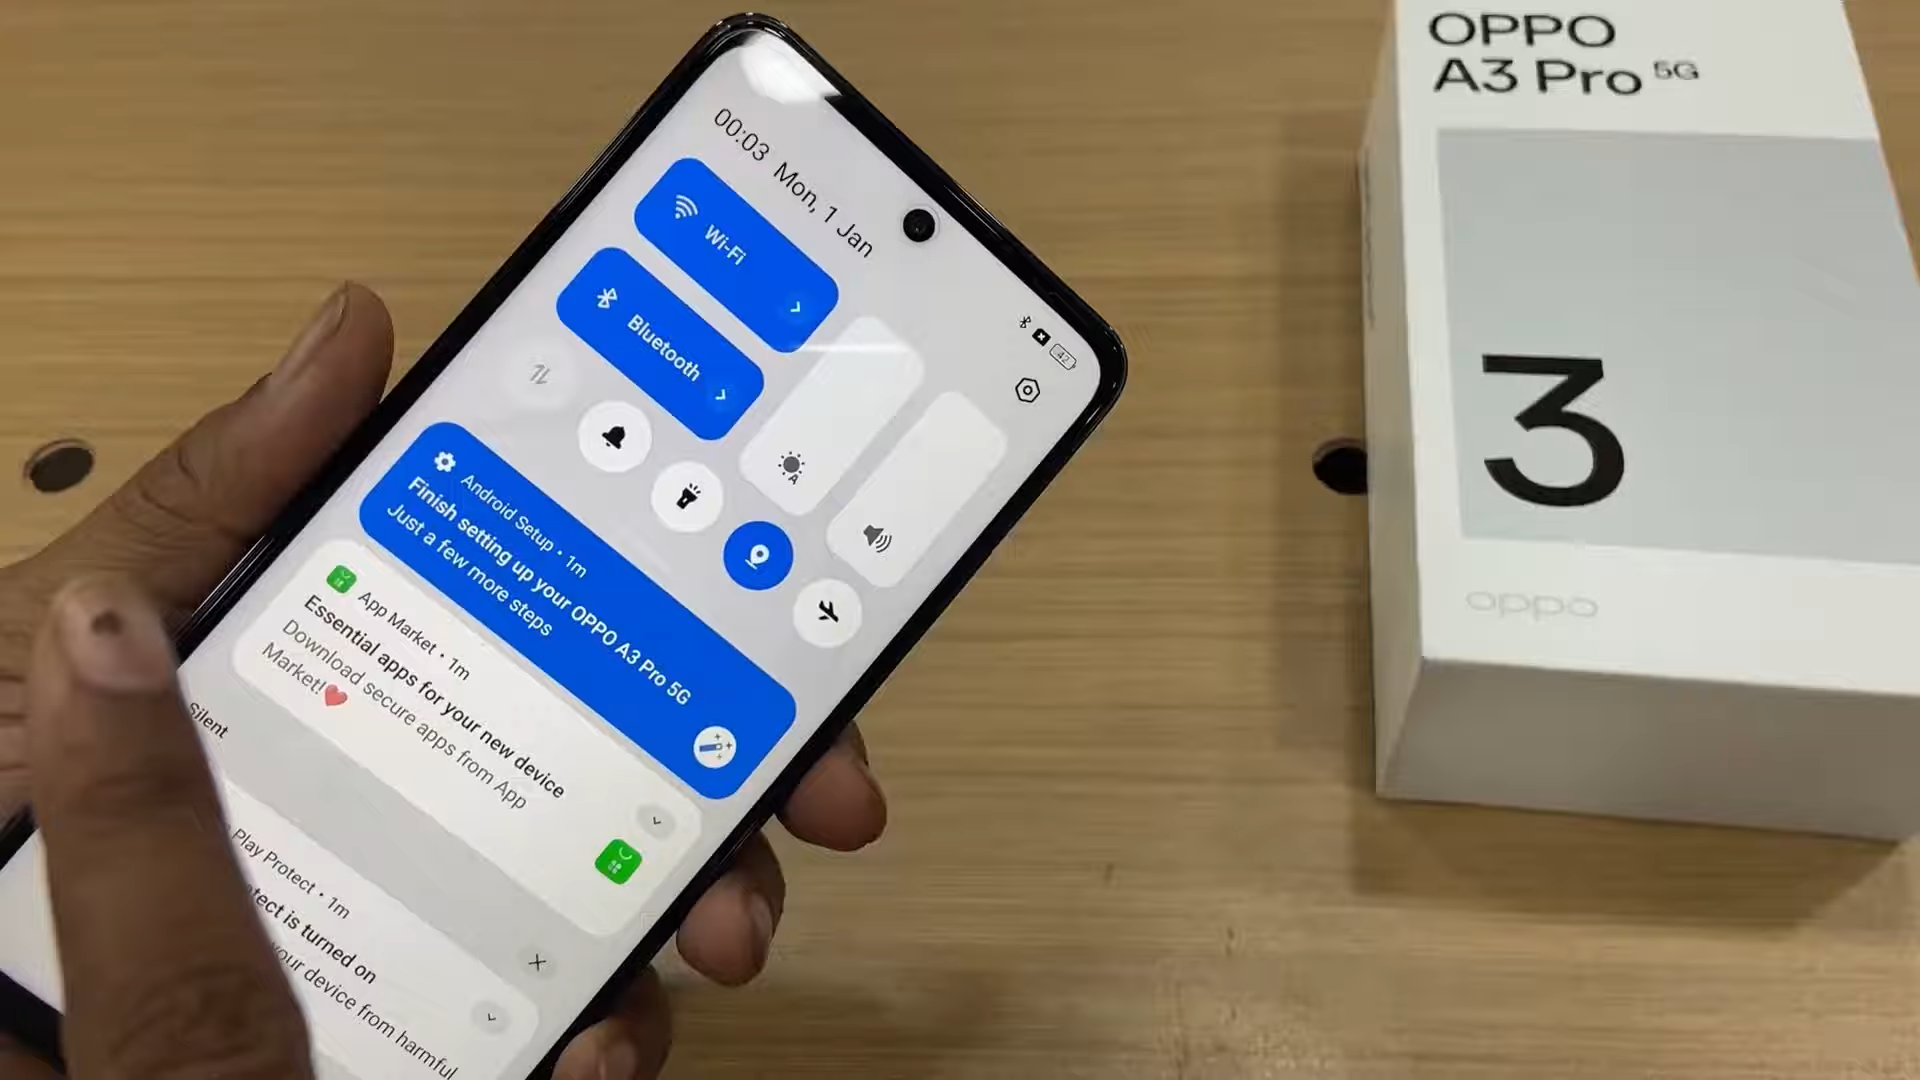 00:03 Mon, 1 Jan
42
Wi-Fi
Bluetooth
A
Android Setup • 1m
Finish setting up your OPPO A3 Pro 5G
Just a few more steps
App Market • 1m
Essential apps for your new device
Download secure apps from App
Market!❤️
Silent
Play Protect • 1m
is turned on
your device from harmful
OPPO
A3 Pro 5G
3
oppo